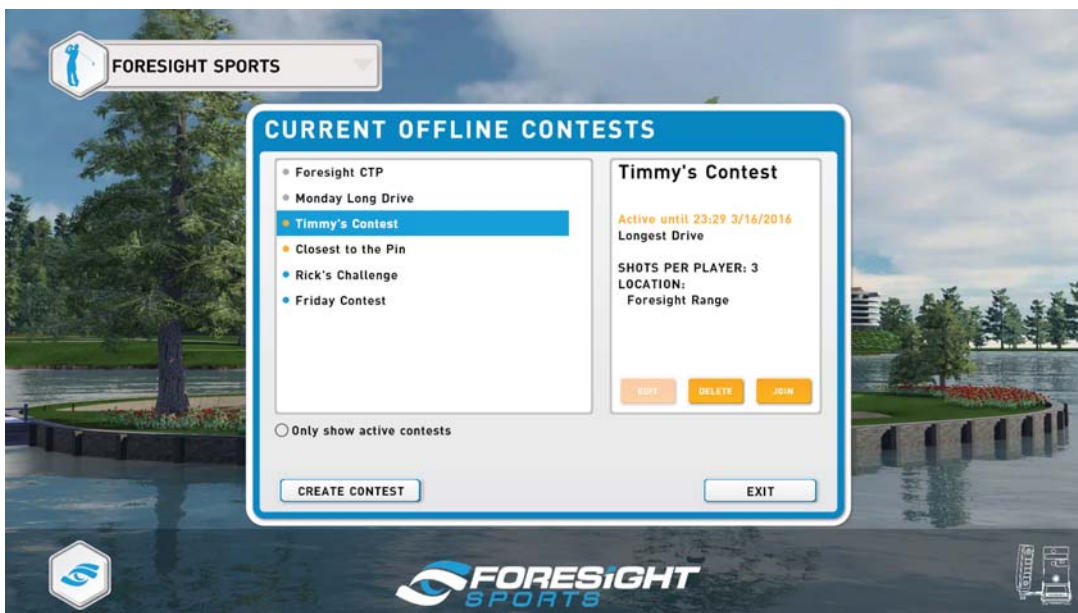 FORESIGHT SPORTS
CURRENT OFFLINE CONTESTS
Foresight CTP
Monday Long Drive
Timmy's Contest
Closest to the Pin
Rick's Challenge
Friday Contest
Only show active contests
CREATE CONTEST
Timmy's Contest
Active until 23:29 3/16/2016
Longest Drive
SHOTS PER PLAYER: 3
LOCATION:
Foresight Range
EDIT DELETE JOIN
EXIT
FORESiGHT
SPORTS